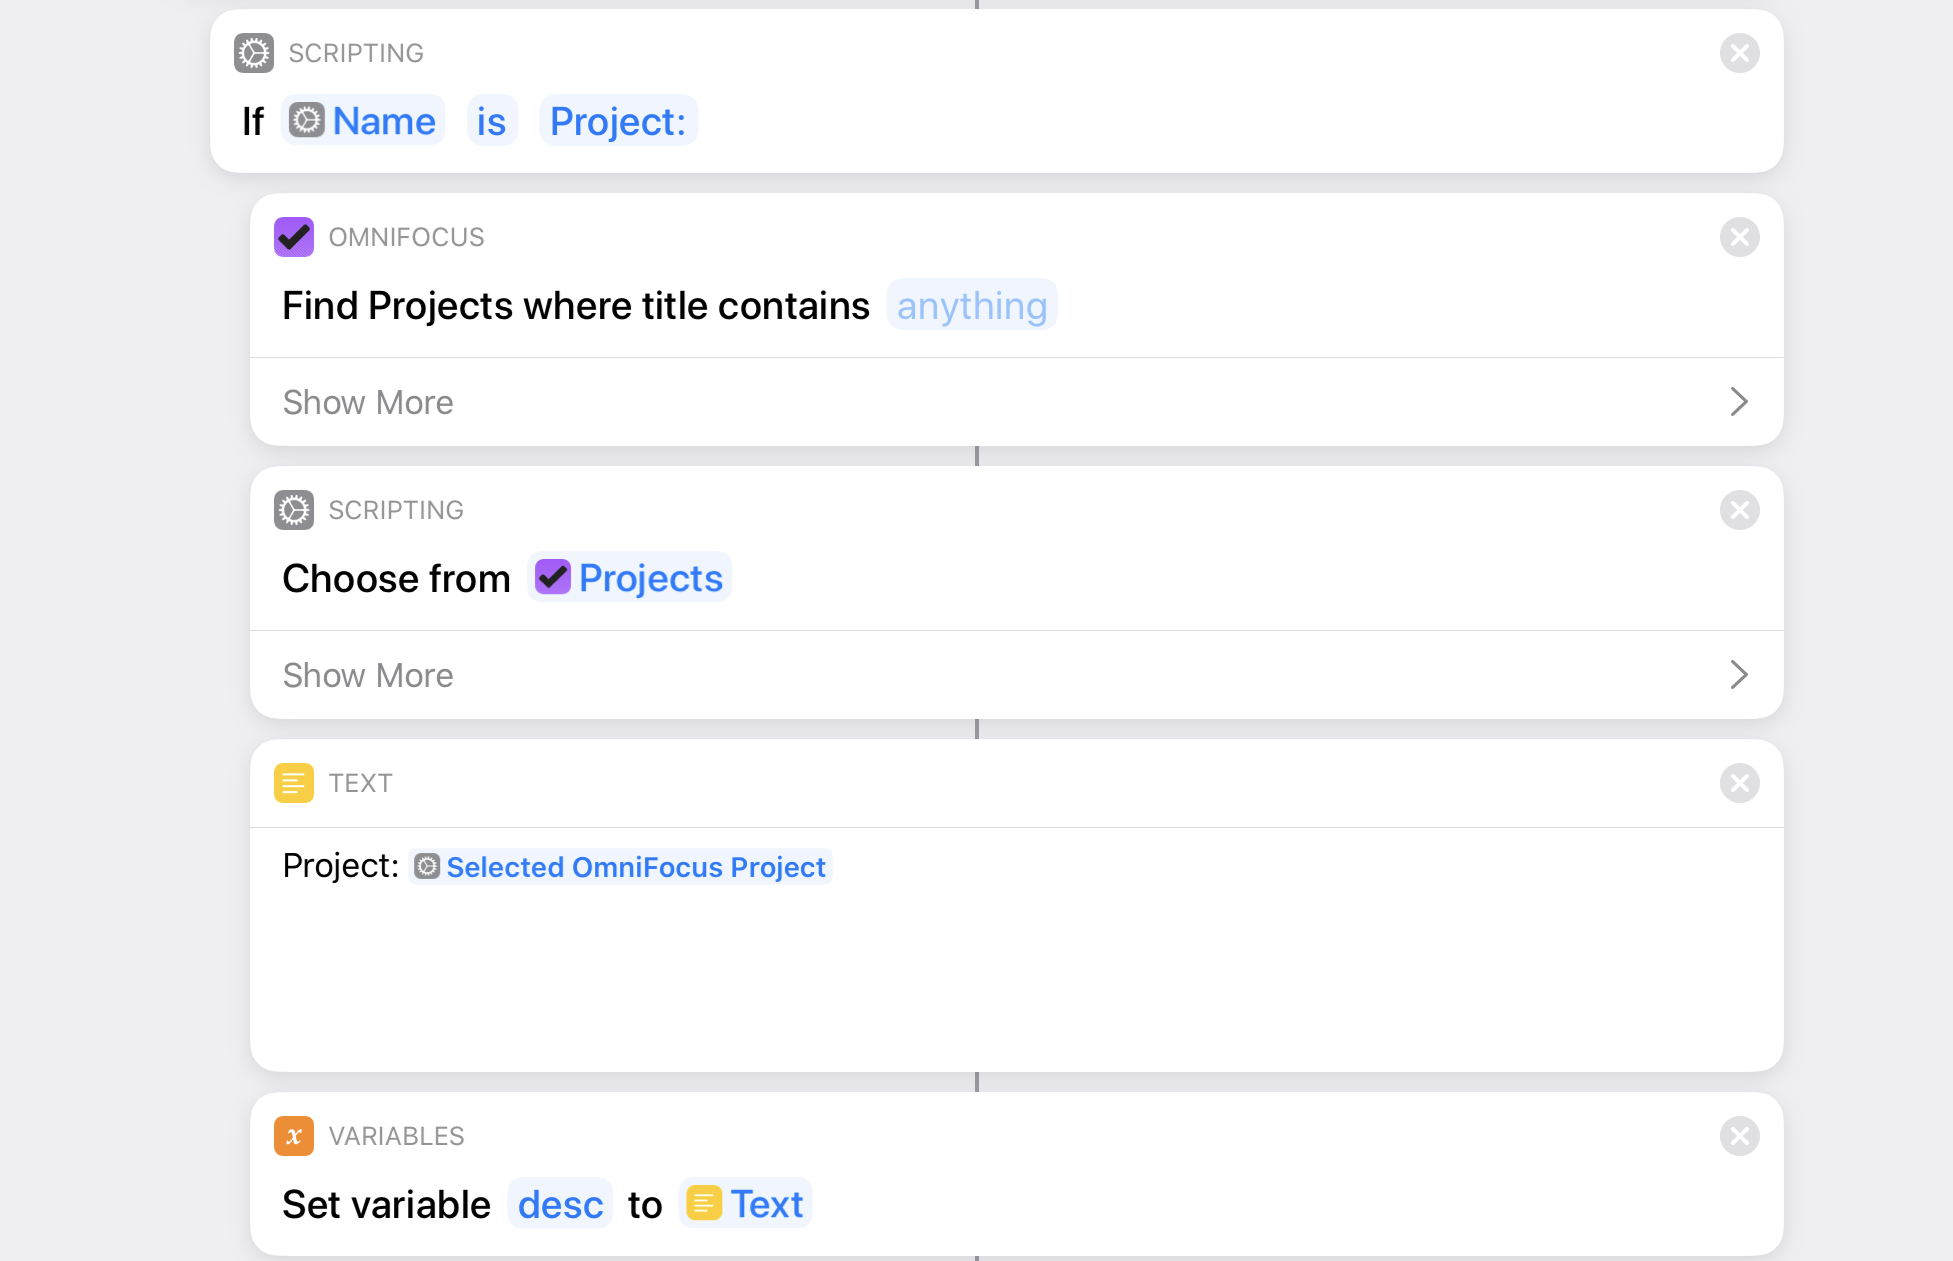 SCRIPTING
If Name is Project:
OMNIFOCUS
Find Projects where title contains anything
Show More
SCRIPTING
Choose from Projects
Show More
TEXT
Project: Selected OmniFocus Project
VARIABLES
Set variable desc to Text